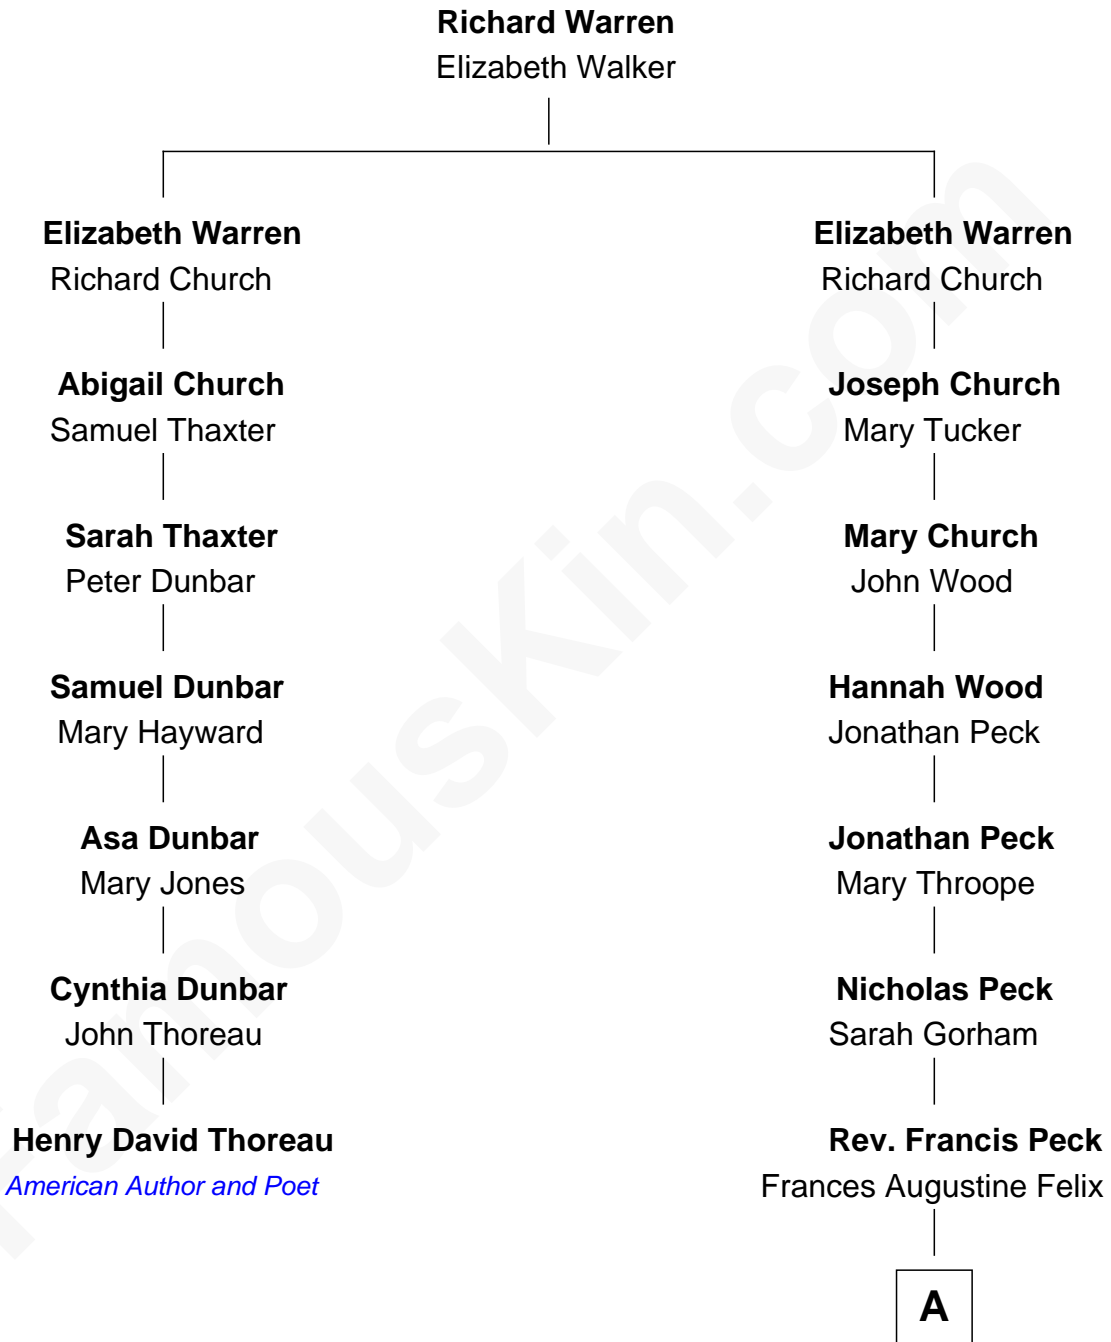 Richard Warren
Elizabeth Walker
Elizabeth Warren
Richard Church
Abigail Church
Samuel Thaxter
Sarah Thaxter
Peter Dunbar
Samuel Dunbar
Mary Hayward
Asa Dunbar
Mary Jones
Cynthia Dunbar
John Thoreau
Henry David Thoreau
American Author and Poet
Elizabeth Warren
Richard Church
Joseph Church
Mary Tucker
Mary Church
John Wood
Hannah Wood
Jonathan Peck
Jonathan Peck
Mary Throope
Nicholas Peck
Sarah Gorham
Rev. Francis Peck
Frances Augustine Felix
A
FamousKin.com